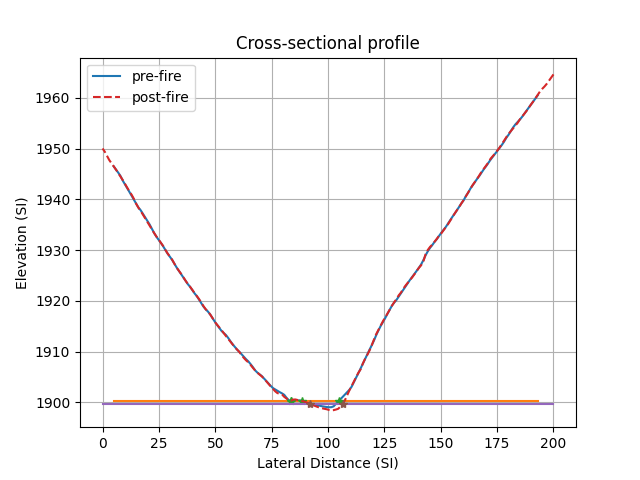 Cross-sectional profile
pre-fire
post-fire
1960
1950
1940
1930
1920
1910
1900
Elevation (SI)
0 25 50 75 100 125 150 175 200
Lateral Distance (SI)